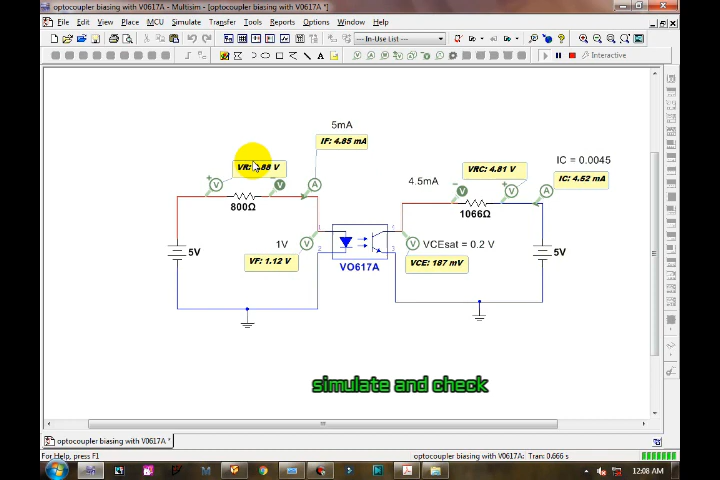 optocoupler biasing with V0617A - Multisim - [optocoupler biasing with V0617A *]
File Edit View Place MCU Simulate Transfer Tools Reports Options Window Help
--- In-Use List ---
Interactive
5mA
IF: 4.85 mA
VR: .88 V
VRC: 4.81 V
IC = 0.0045
IC: 4.52 mA
+ V V A
4.5mA
V V A
800Ω
1066Ω
1V
V
V
VCEsat = 0.2 V
5V
VF: 1.12 V
VCE: 187 mV
5V
VO617A
simulate and check
optocoupler biasing with V0617A *
For Help, press F1
optocoupler biasing with V0617A: Tran: 0.666 s
12:08 AM